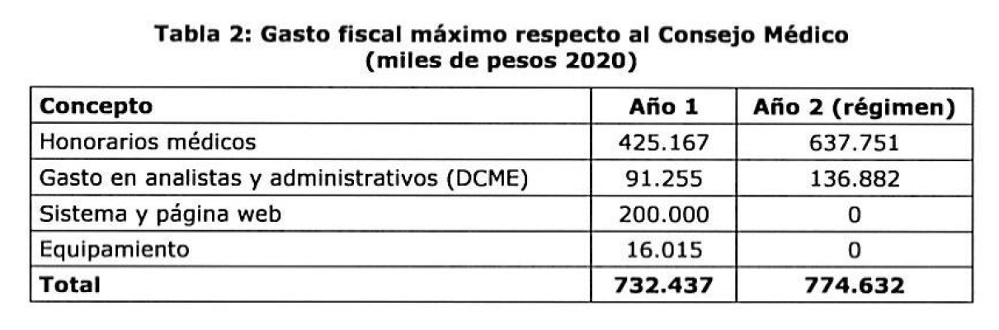 Tabla 2: Gasto fiscal máximo respecto al Consejo Médico
(miles de pesos 2020)
Concepto Año 1 Año 2 (régimen)
Honorarios médicos 425.167 637.751
Gasto en analistas y administrativos (DCME) 91.255 136.882
Sistema y página web 200.000 0
Equipamiento 16.015 0
Total 732.437 774.632